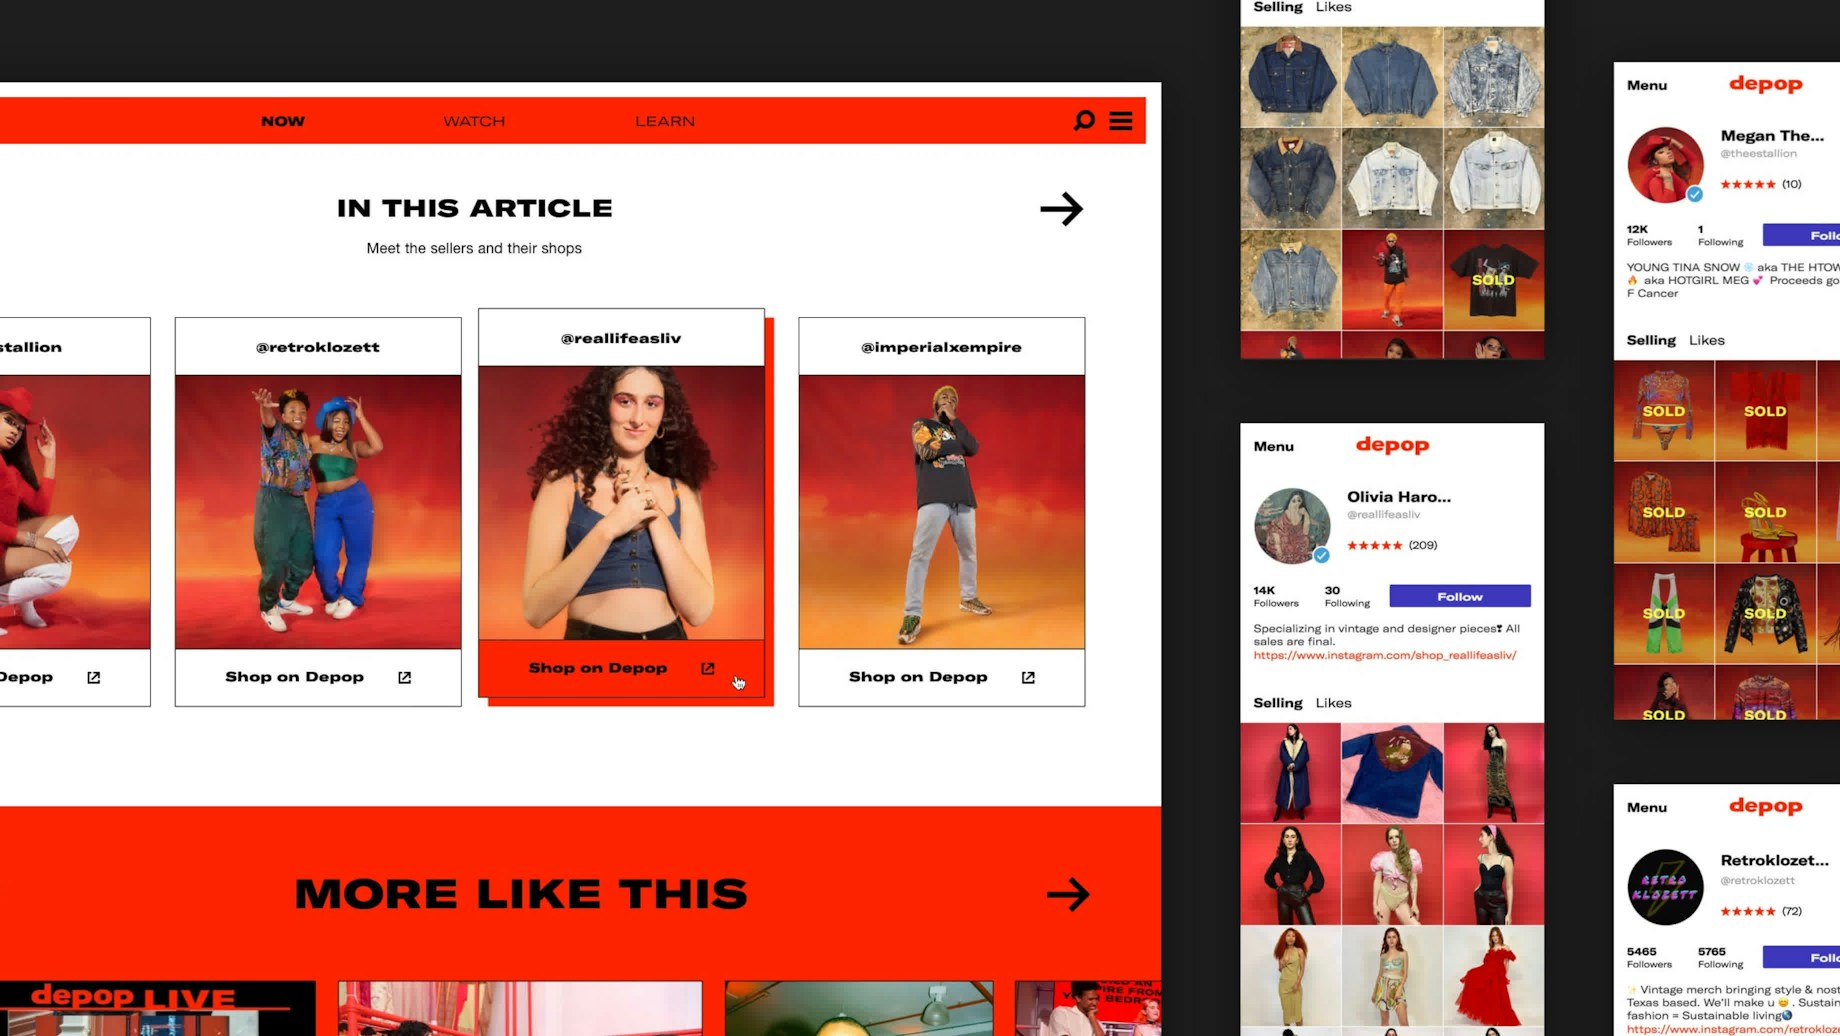 NOW
WATCH
LEARN
IN THIS ARTICLE
Meet the sellers and their shops
stallion
Depop
@retroklozett
Shop on Depop
@reallifeasliv
Shop on Depop
@imperialxempire
Shop on Depop
MORE LIKE THIS
depop LIVE
Selling Likes
SOLD
Menu
depop
Olivia Haro...
@reallifeasliv
(209)
14K
Followers
30
Following
Follow
Specializing in vintage and designer pieces❣ All
sales are final.
https://www.instagram.com/shop_reallifeasliv/
Selling Likes
Menu
depop
Megan The...
@theestallion
(10)
12K
Followers
1
Following
Follo
YOUNG TINA SNOW ❄️ aka THE HTOW
🔥 aka HOTGIRL MEG 💕 Proceeds go
F Cancer
Selling Likes
SOLD
SOLD
SOLD
SOLD
SOLD
SOLD
SOLD
SOLD
Menu
depop
Retroklozet...
@retroklozett
RETRO
KLOZETT
(72)
5465
Followers
5765
Following
Follo
✨ Vintage merch bringing style & nost
Texas based. We'll make u 😊 . Sustain
fashion = Sustainable living🌎
https://www.instagram.com/retrokloz